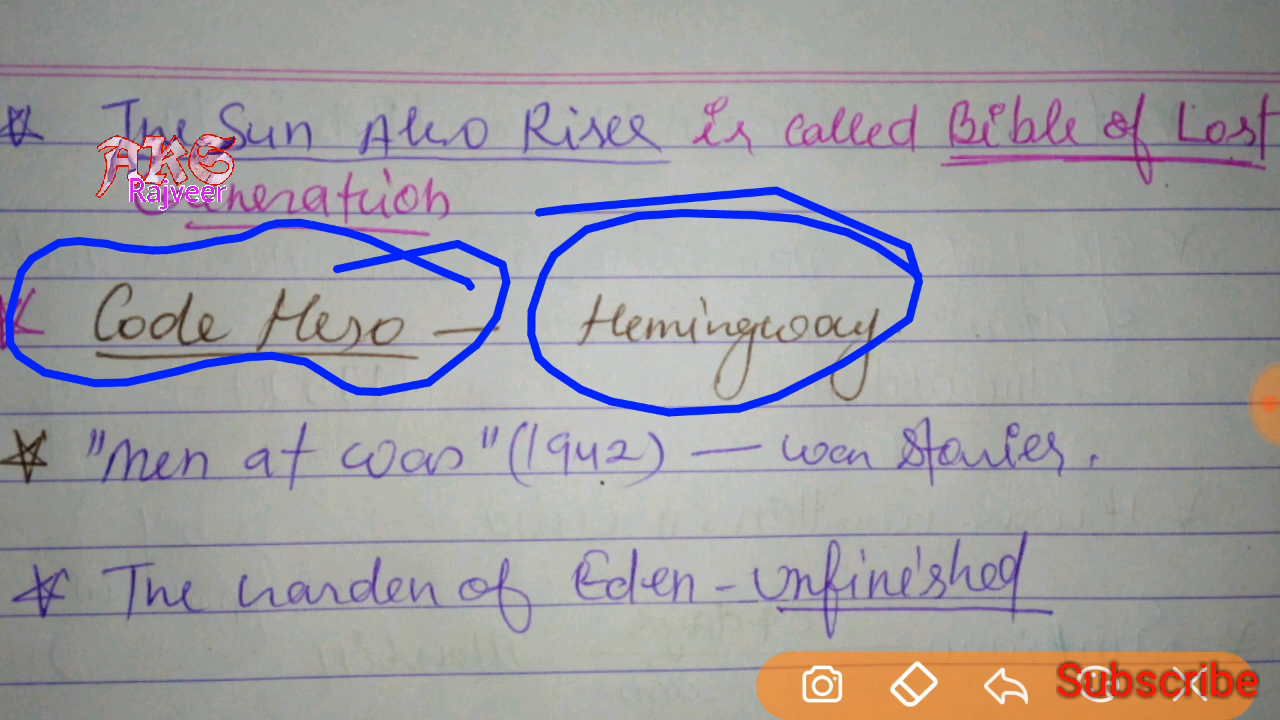 ☆ The Sun Also Rises is called Bible of Lost
Generation
AKG
Rajveer
☆ Code Hero — Hemingway
☆ "Men at War" (1942) — war stories.
☆ The Garden of Eden - Unfinished
Subscribe